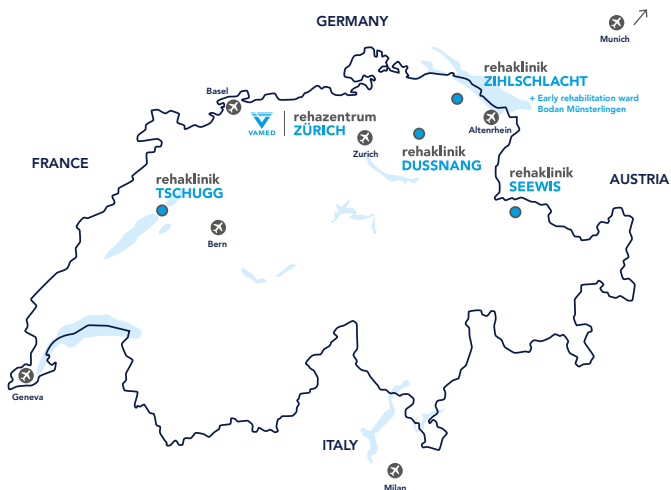 GERMANY
Munich
rehaklinik
ZIHLSCHLACHT
+ Early rehabilitation ward
Bodan Münsterlingen
Basel
VAMED
rehazentrum
ZÜRICH
Altenrhein
Zurich
rehaklinik
DUSSNANG
FRANCE
rehaklinik
TSCHUGG
rehaklinik
SEEWIS
AUSTRIA
Bern
Geneva
ITALY
Milan